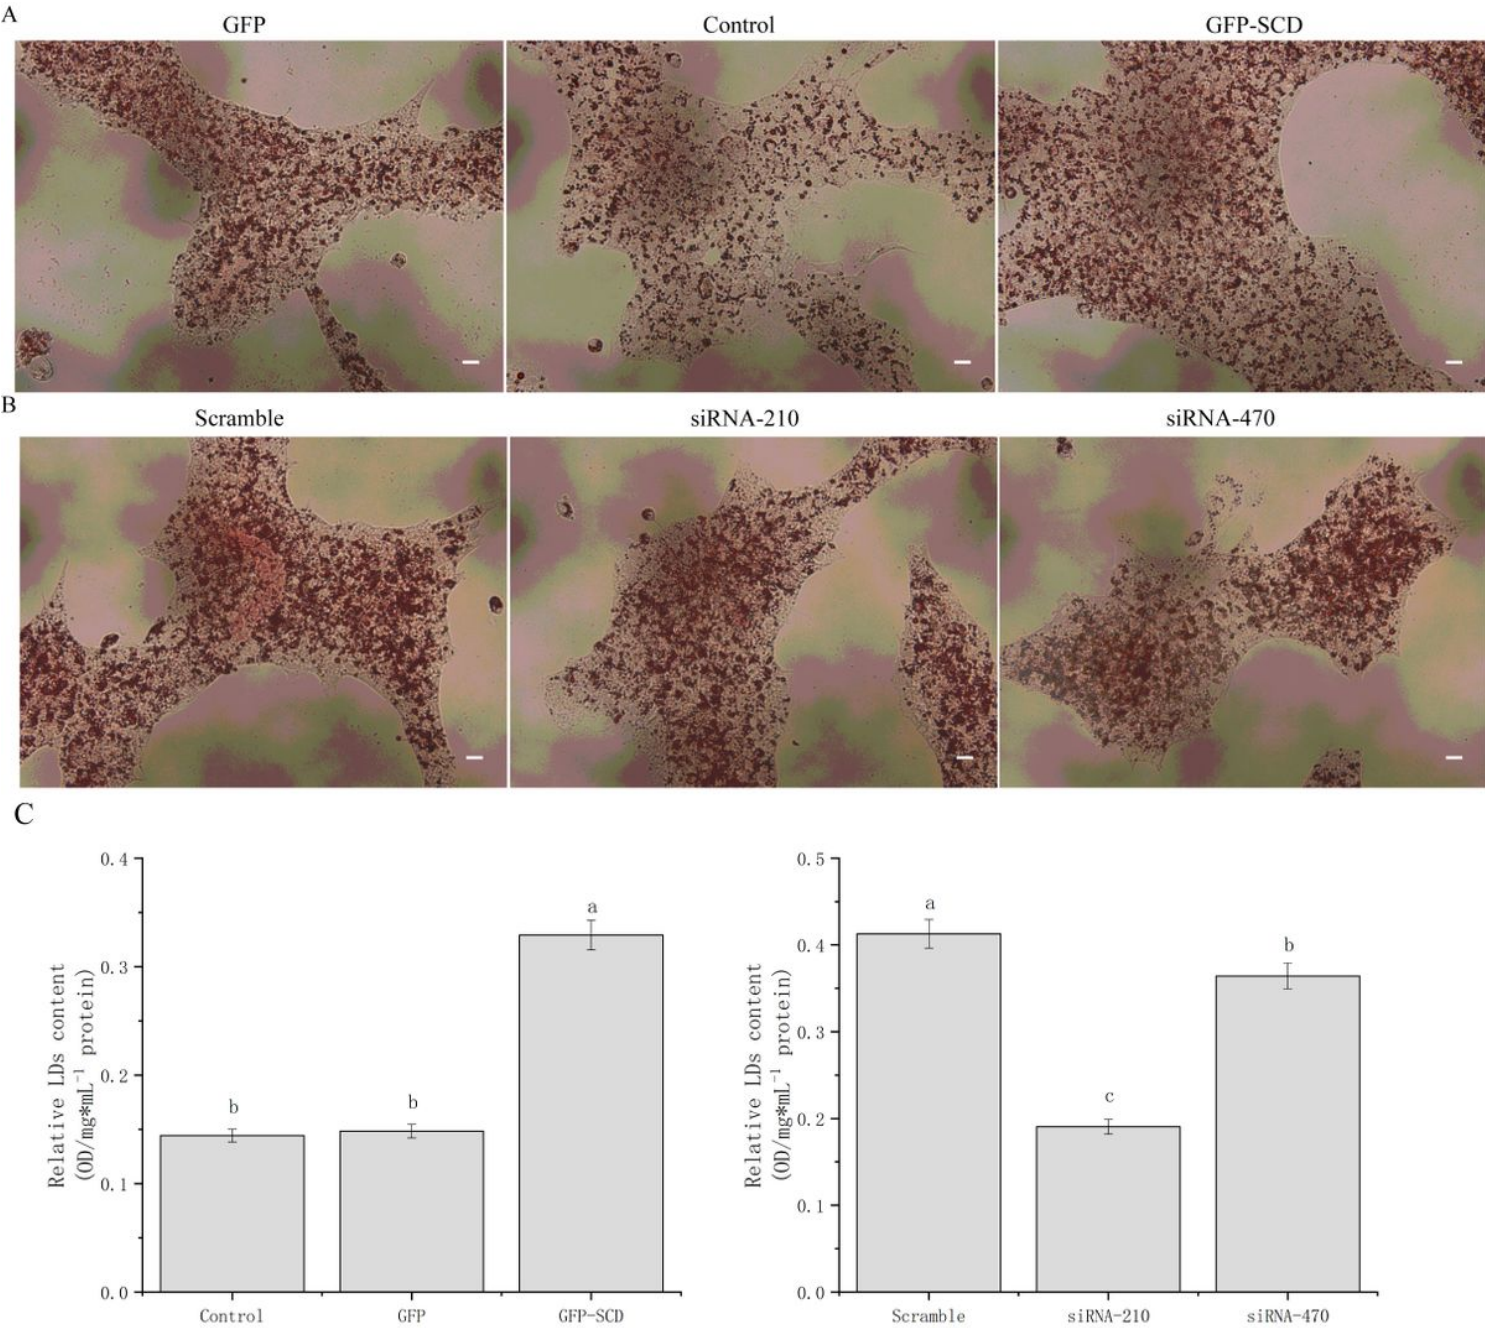 A
GFP Control GFP-SCD
B
Scramble siRNA-210 siRNA-470
C
Relative LDs content
(OD/mg*mL⁻¹ protein)
0.4
0.3
0.2
0.1
0.0
b
b
a
Control GFP GFP-SCD
Relative LDs content
(OD/mg*mL⁻¹ protein)
0.5
0.4
0.3
0.2
0.1
0.0
a
c
b
Scramble siRNA-210 siRNA-470